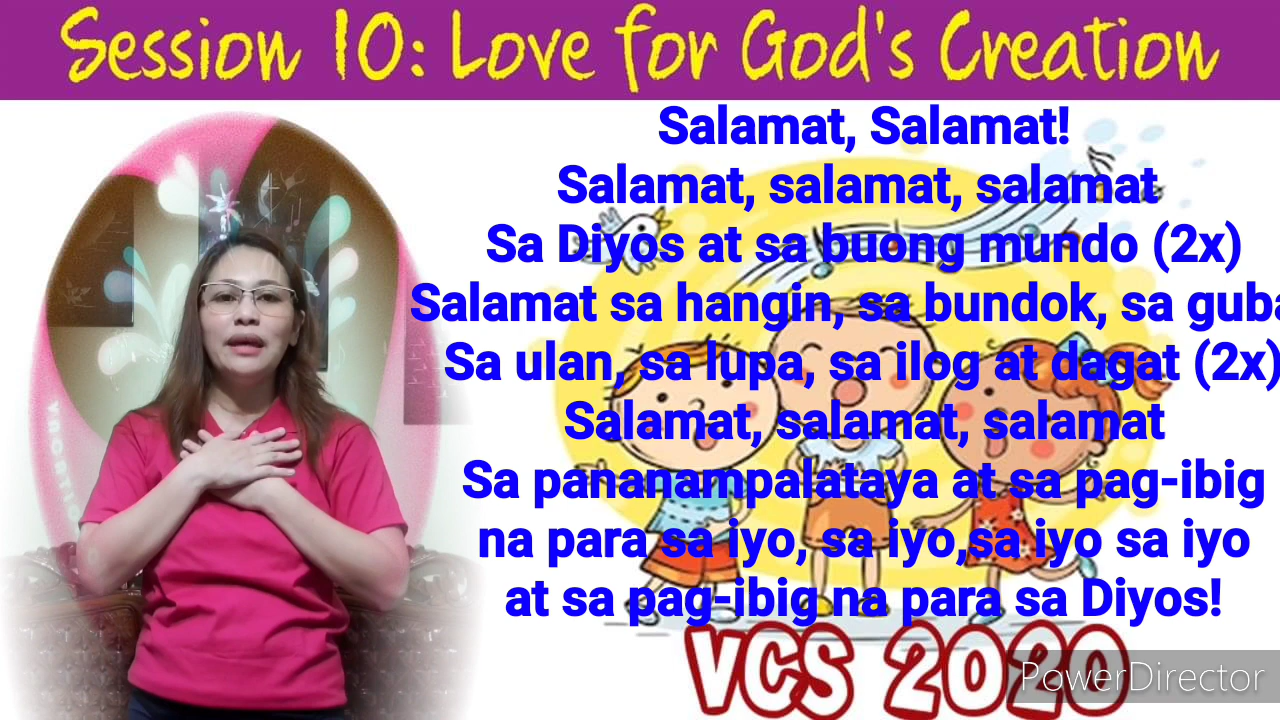 Session 10: Love for God's Creation
Salamat, Salamat!
Salamat, salamat, salamat
Sa Diyos at sa buong mundo (2x)
Salamat sa hangin, sa bundok, sa guba
Sa ulan, sa lupa, sa ilog at dagat (2x)
Salamat, salamat, salamat
Sa pananampalataya at sa pag-ibig
na para sa iyo, sa iyo,sa iyo sa iyo
at sa pag-ibig na para sa Diyos!
VCS 2020
PowerDirector